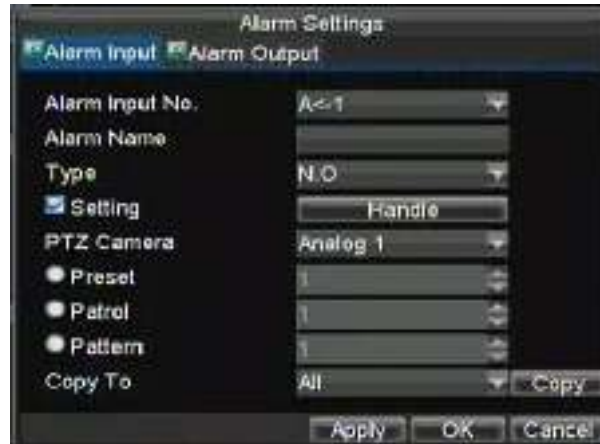 Alarm Settings
Alarm Input Alarm Output
Alarm Input No. A<-1
Alarm Name
Type N.O
Setting Handle
PTZ Camera Analog 1
Preset 1
Patrol 1
Pattern 1
Copy To All Copy
Apply OK Cancel